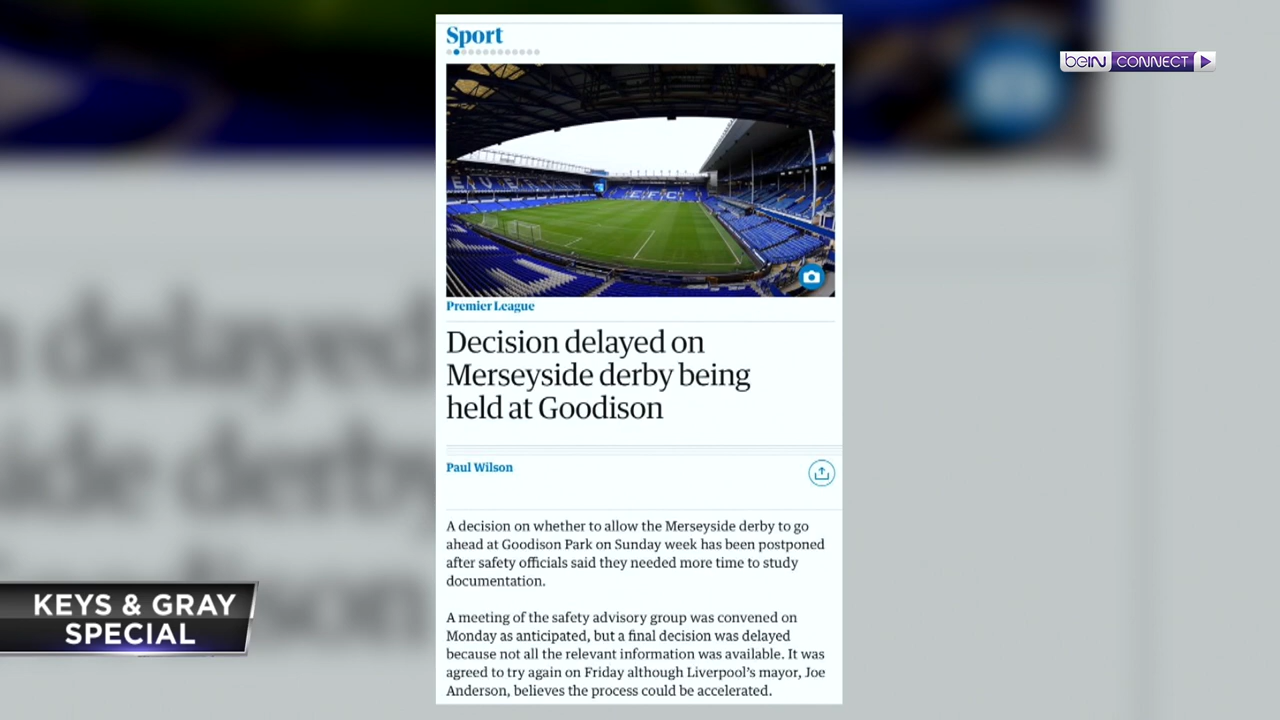 Sport
beIN CONNECT
EVERTON
EFC
Premier League
Decision delayed on
Merseyside derby being
held at Goodison
Paul Wilson
A decision on whether to allow the Merseyside derby to go
ahead at Goodison Park on Sunday week has been postponed
after safety officials said they needed more time to study
documentation.
A meeting of the safety advisory group was convened on
Monday as anticipated, but a final decision was delayed
because not all the relevant information was available. It was
agreed to try again on Friday although Liverpool's mayor, Joe
Anderson, believes the process could be accelerated.
KEYS & GRAY
SPECIAL